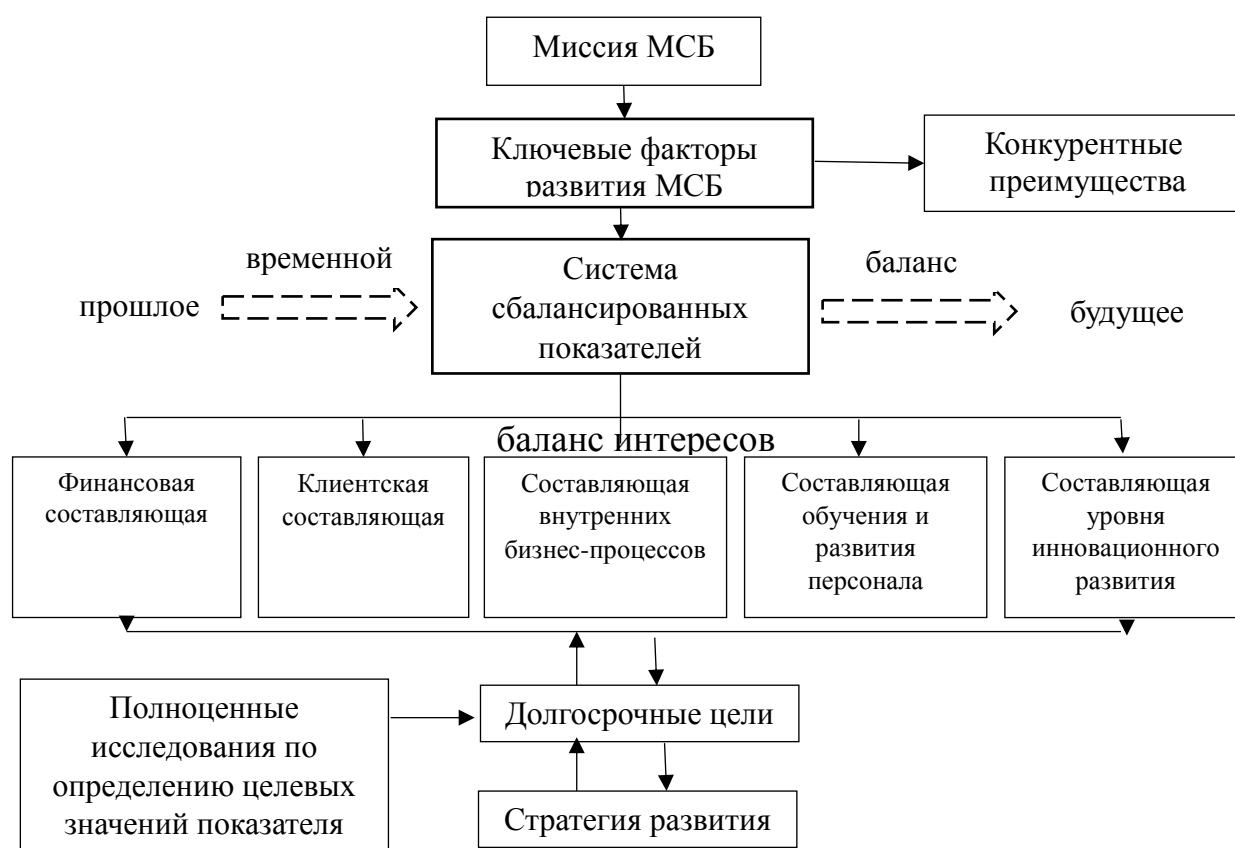 Миссия МСБ
Ключевые факторы
развития МСБ
Конкурентные
преимущества
временной
баланс
прошлое
Система
сбалансированных
показателей
будущее
баланс интересов
Финансовая
составляющая
Клиентская
составляющая
Составляющая
внутренних
бизнес-процессов
Составляющая
обучения и
развития
персонала
Составляющая
уровня
инновационного
развития
Полноценные
исследования по
определению целевых
значений показателя
Долгосрочные цели
Стратегия развития